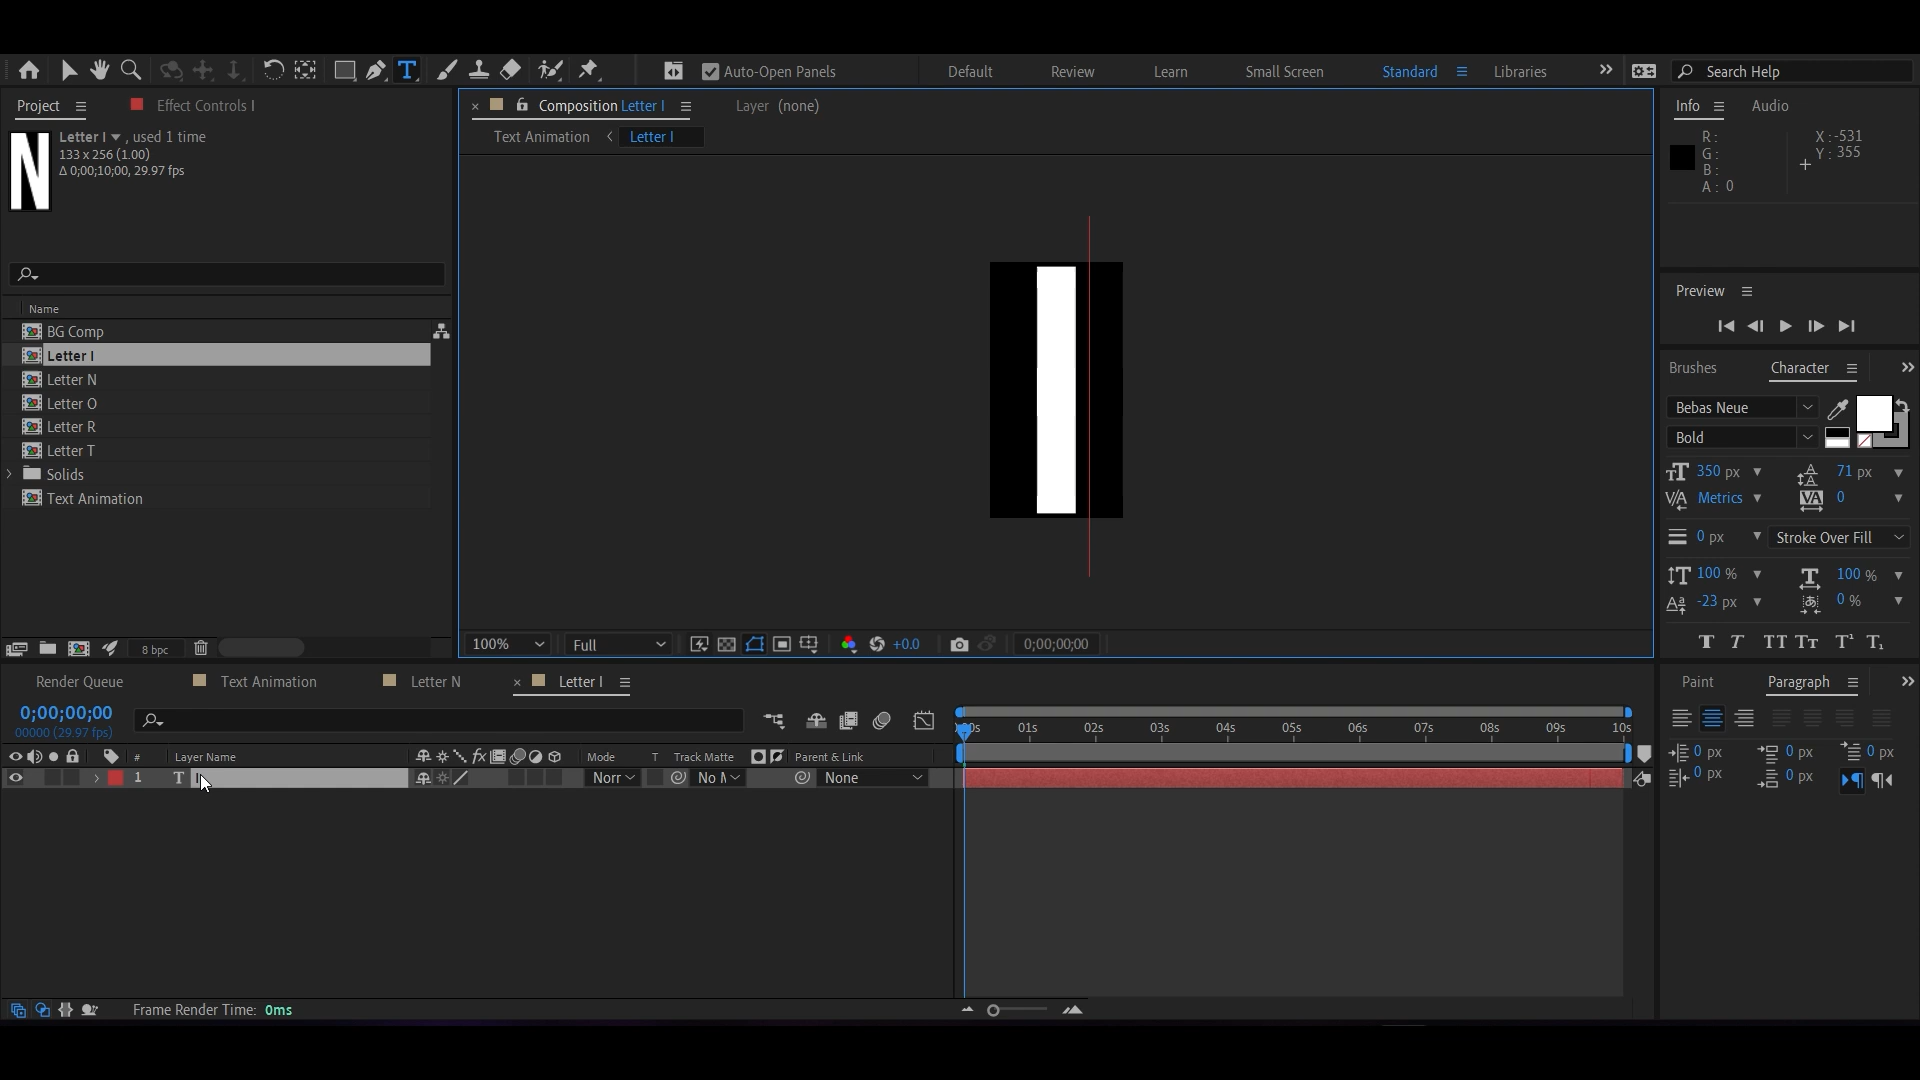 Auto-Open Panels Default Review Learn Small Screen Standard Libraries Search Help
Project Effect Controls I
Letter I , used 1 time
133 x 256 (1.00)
Δ 0;00;10;00, 29.97 fps
N
Name
BG Comp
Letter I
Letter N
Letter O
Letter R
Letter T
Solids
Text Animation
8 bpc
Composition Letter I Layer (none)
Text Animation Letter I
I
100% Full +0.0 0;00;00;00
Info Audio
R: X: -531
G: Y: 355
B:
A: 0
Preview
Brushes Character
Bebas Neue
Bold
350 px 71 px
Metrics 0
0 px Stroke Over Fill
100 % 100 %
-23 px 0 %
T T TT Tt T¹ T₁
Render Queue Text Animation Letter N Letter I
0;00;00;00
00000 (29.97 fps)
01s 02s 03s 04s 05s 06s 07s 08s 09s 10s
# Layer Name Mode T Track Matte Parent & Link
1 T I Norr No M None
Frame Render Time: 0ms
Paint Paragraph
0 px 0 px 0 px
0 px 0 px